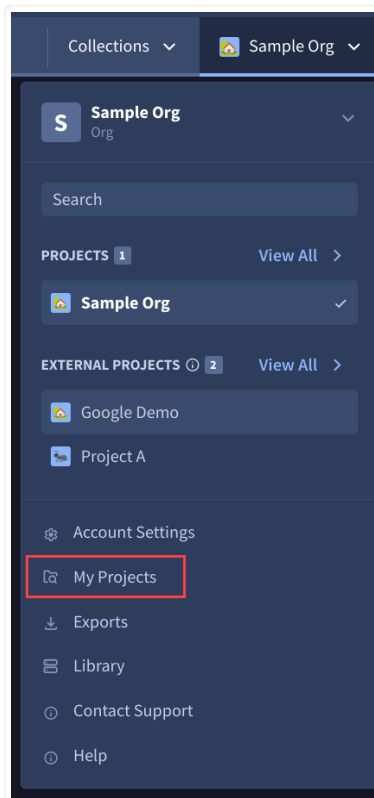 Collections Sample Org
S Sample Org
Org
Search
PROJECTS 1 View All
Sample Org
EXTERNAL PROJECTS 2 View All
Google Demo
Project A
Account Settings
My Projects
Exports
Library
Contact Support
Help